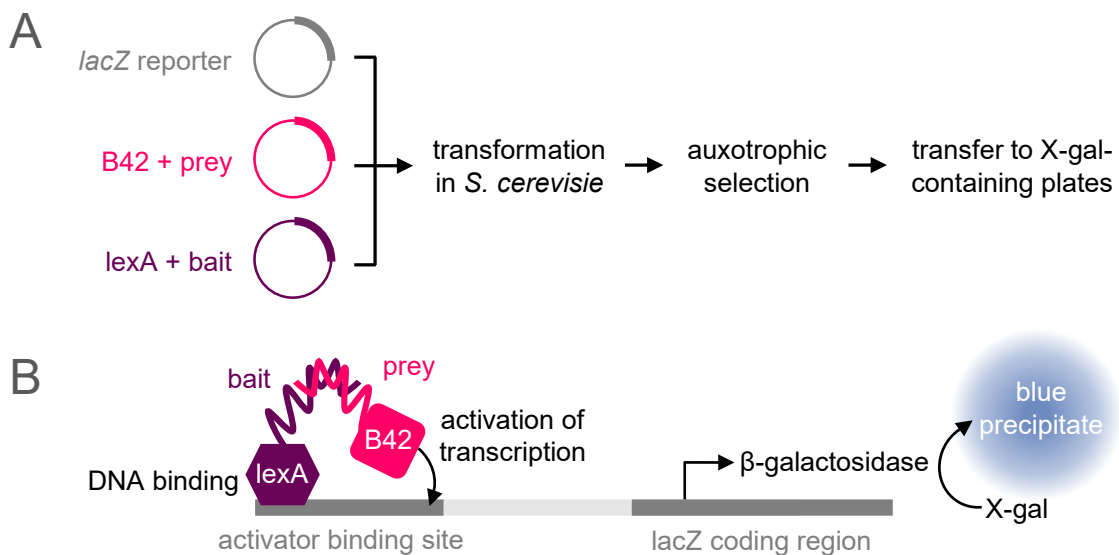 A
lacZ reporter
B42 + prey
lexA + bait
transformation
in S. cerevisie
auxotrophic
selection
transfer to X-gal-
containing plates
B
bait
prey
B42
lexA
DNA binding
activation of
transcription
β-galactosidase
blue
precipitate
X-gal
activator binding site
lacZ coding region